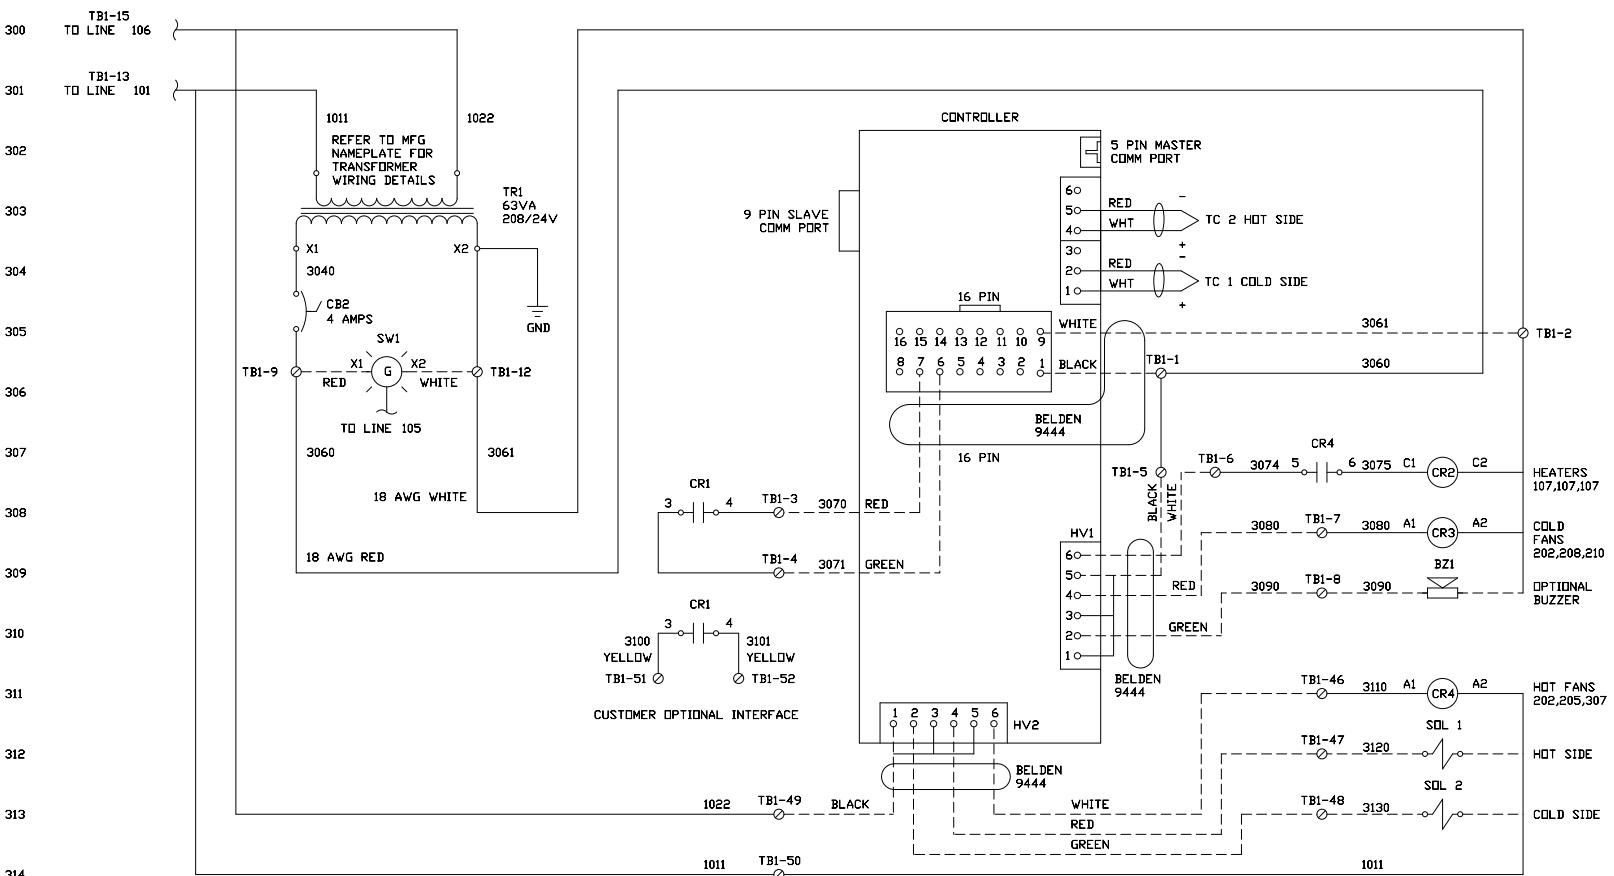 TB1-15
300 TO LINE 106
TB1-13
301 TO LINE 101
1011
1022
REFER TO MFG
NAMEPLATE FOR
TRANSFORMER
WIRING DETAILS
302
CONTROLLER
5 PIN MASTER
COMM PORT
TR1
63VA
208/24V
303
9 PIN SLAVE
COMM PORT
6
5 RED -
4 WHT +
TC 2 HOT SIDE
3
2 RED -
1 WHT +
TC 1 COLD SIDE
X1
X2
304
3040
CB2
4 AMPS
GND
16 PIN
305
SW1
WHITE
3061
TB1-2
16 15 14 13 12 11 10 9
8 7 6 5 4 3 2 1
BLACK
TB1-1
3060
TB1-9
X1
G
X2
RED
WHITE
TB1-12
306
TO LINE 105
BELDEN
9444
307
3060
3061
16 PIN
TB1-5
TB1-6
3074
5
CR4
6
3075
C1
CR2
C2
HEATERS
107,107,107
18 AWG WHITE
BLACK
WHITE
308
CR1
3
4
TB1-3
3070
RED
HV1
3080
TB1-7
3080
A1
CR3
A2
COLD
FANS
202,208,210
18 AWG RED
309
TB1-4
3071
GREEN
6
5
4
3
2
1
RED
GREEN
3090
TB1-8
3090
BZ1
OPTIONAL
BUZZER
310
CR1
3
4
3100
YELLOW
3101
YELLOW
TB1-51
TB1-52
BELDEN
9444
311
CUSTOMER OPTIONAL INTERFACE
1 2 3 4 5 6
HV2
TB1-46
3110
A1
CR4
A2
HOT FANS
202,205,307
312
BELDEN
9444
TB1-47
3120
SOL 1
HOT SIDE
313
1022
TB1-49
BLACK
WHITE
RED
GREEN
TB1-48
3130
SOL 2
COLD SIDE
314
1011
TB1-50
1011